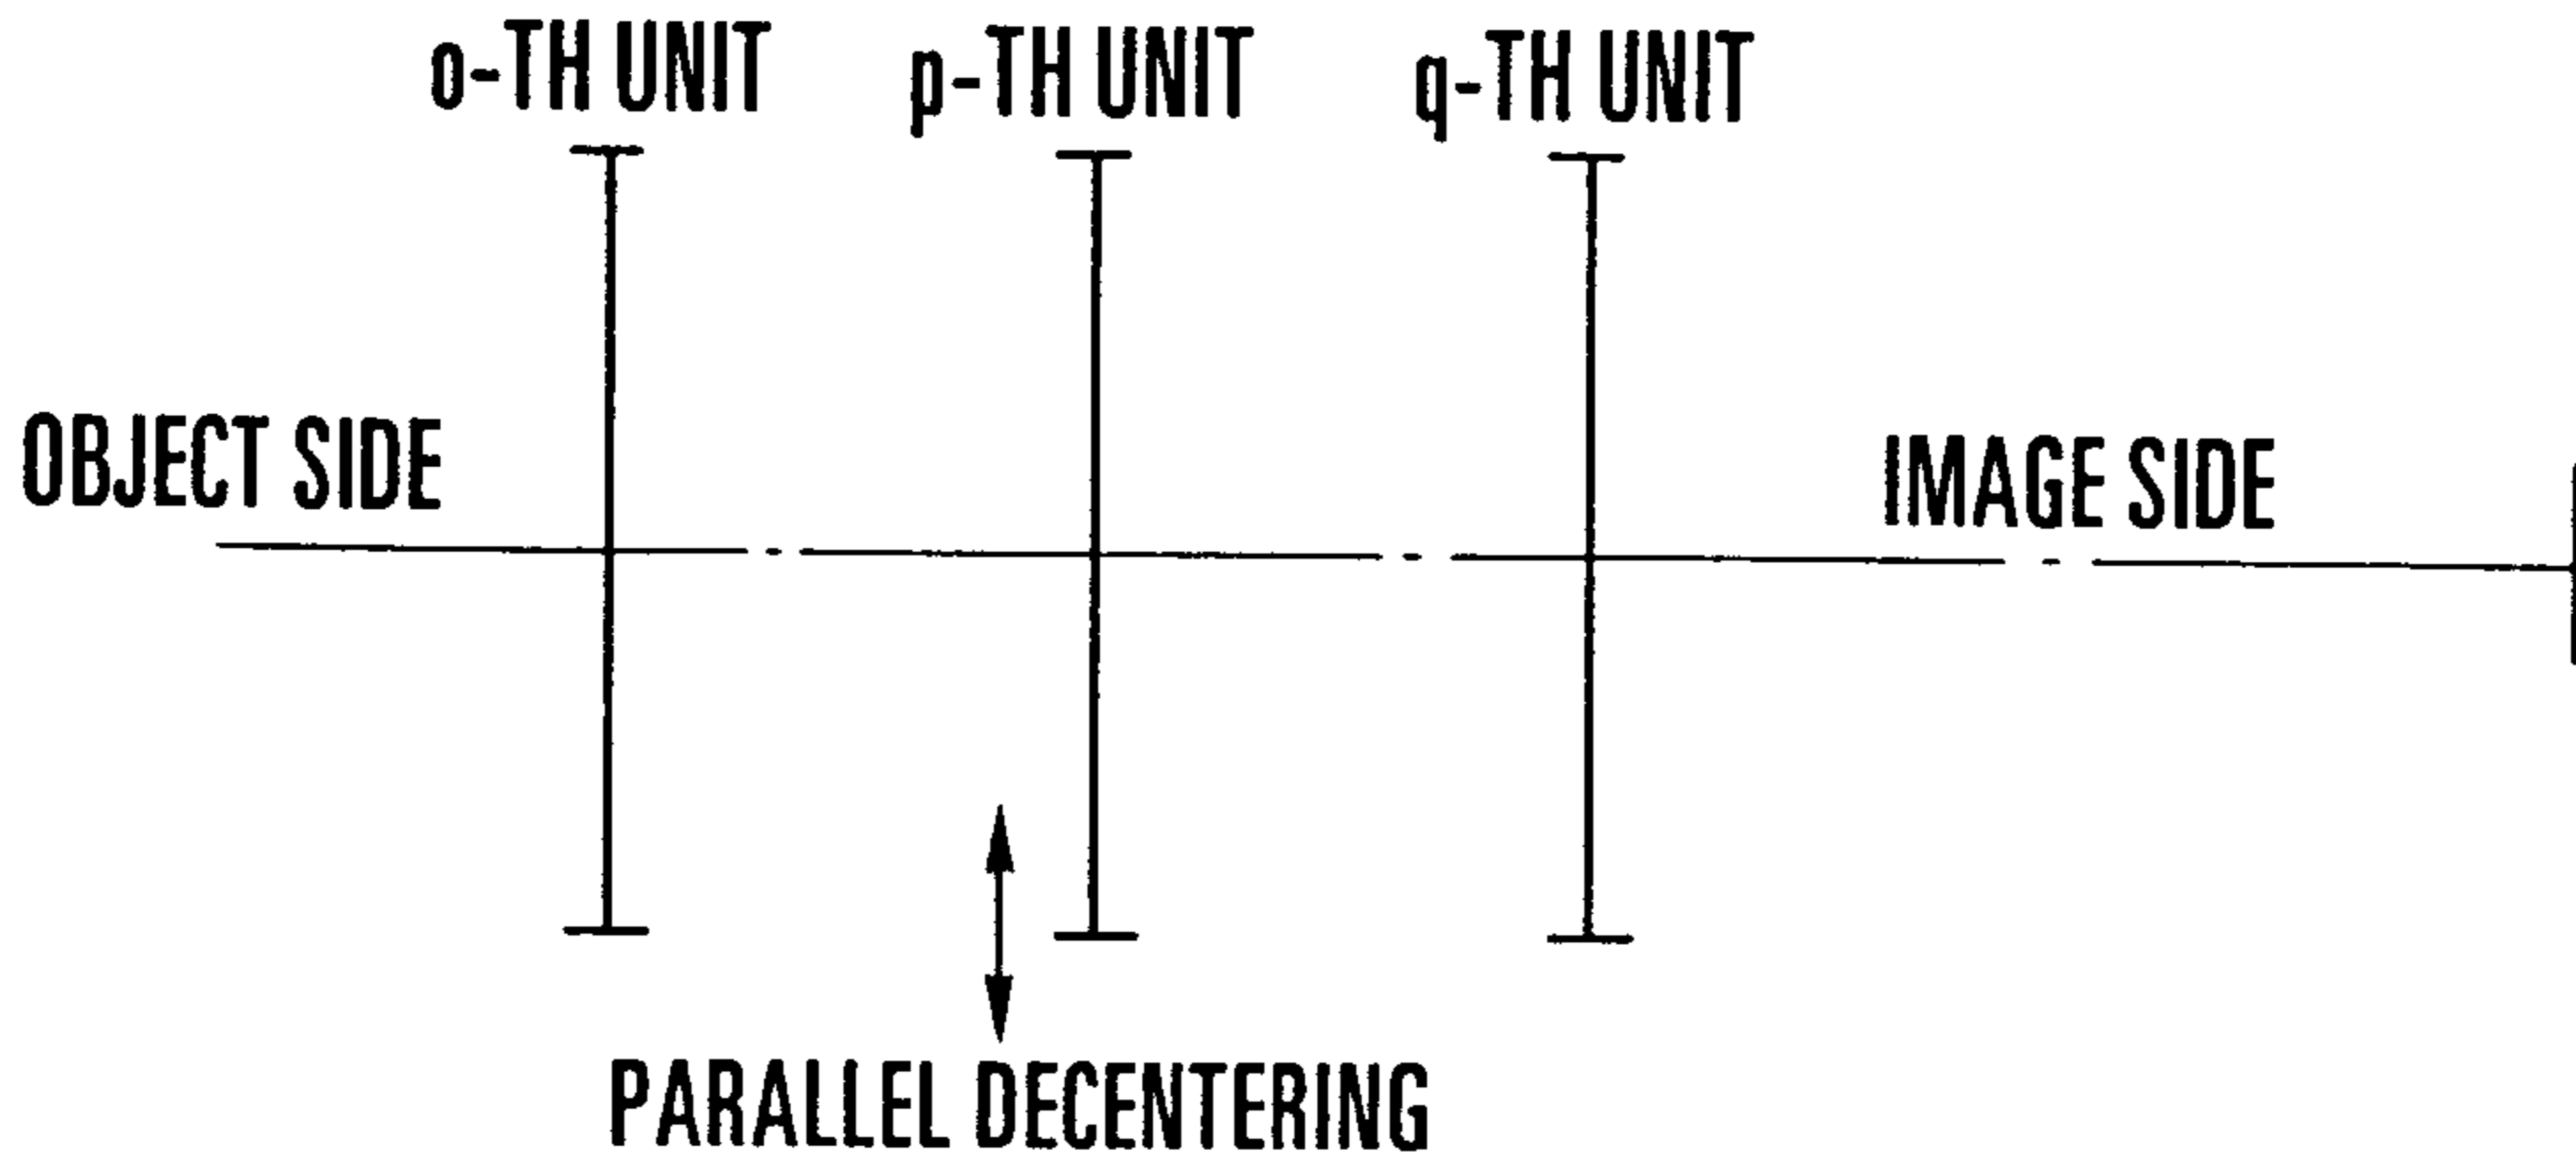 o-TH UNIT p-TH UNIT q-TH UNIT
OBJECT SIDE IMAGE SIDE
PARALLEL DECENTERING